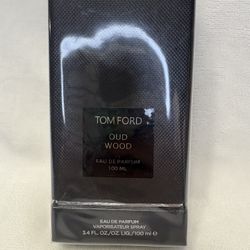 TOM FORD
OUD
WOOD
EAU DE PARFUM
100 ML
EAU DE PARFUM
VAPORISATEUR SPRAY
3.4 FL. OZ./OZ. LIQ./100 ml ℮